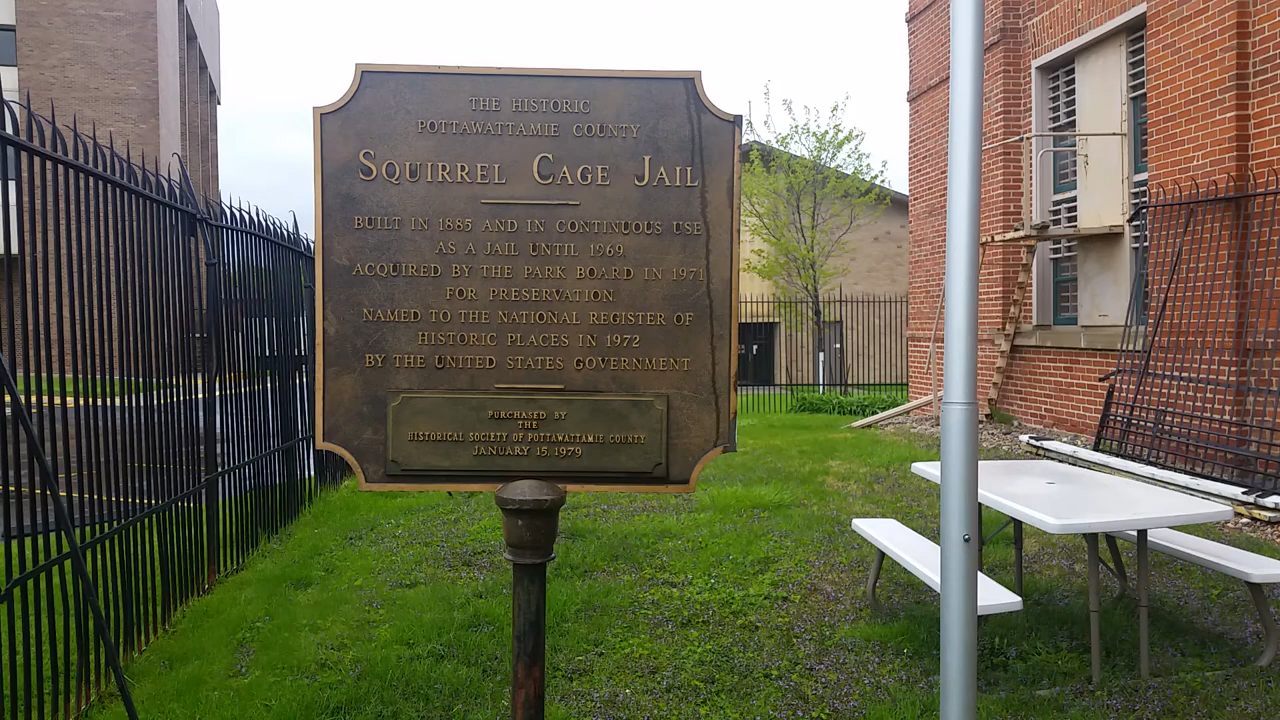 THE HISTORIC
POTTAWATTAMIE COUNTY
SQUIRREL CAGE JAIL
BUILT IN 1885 AND IN CONTINUOUS USE
AS A JAIL UNTIL 1969.
ACQUIRED BY THE PARK BOARD IN 1971
FOR PRESERVATION.
NAMED TO THE NATIONAL REGISTER OF
HISTORIC PLACES IN 1972
BY THE UNITED STATES GOVERNMENT.
PURCHASED BY
THE
HISTORICAL SOCIETY OF POTTAWATTAMIE COUNTY
JANUARY 15, 1979